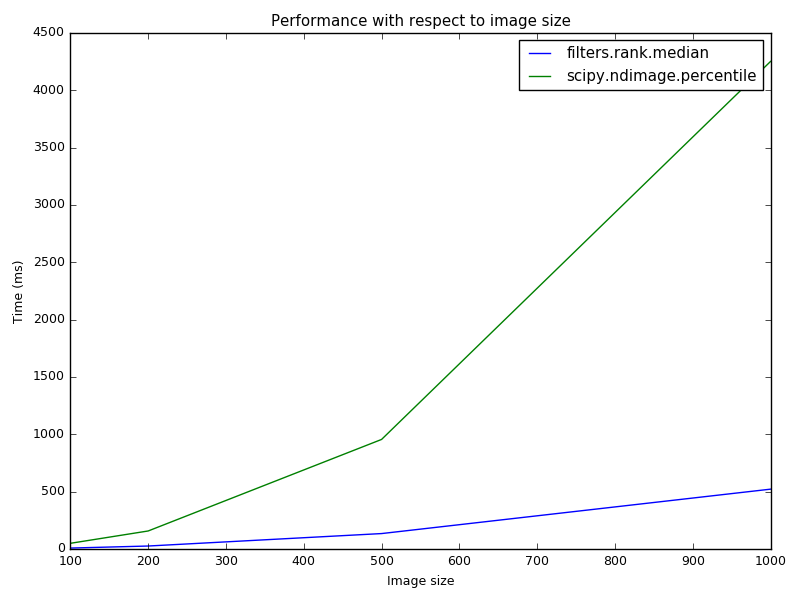 Performance with respect to image size
filters.rank.median
scipy.ndimage.percentile
4500
4000
3500
3000
2500
2000
1500
1000
500
0
Time (ms)
100 200 300 400 500 600 700 800 900 1000
Image size